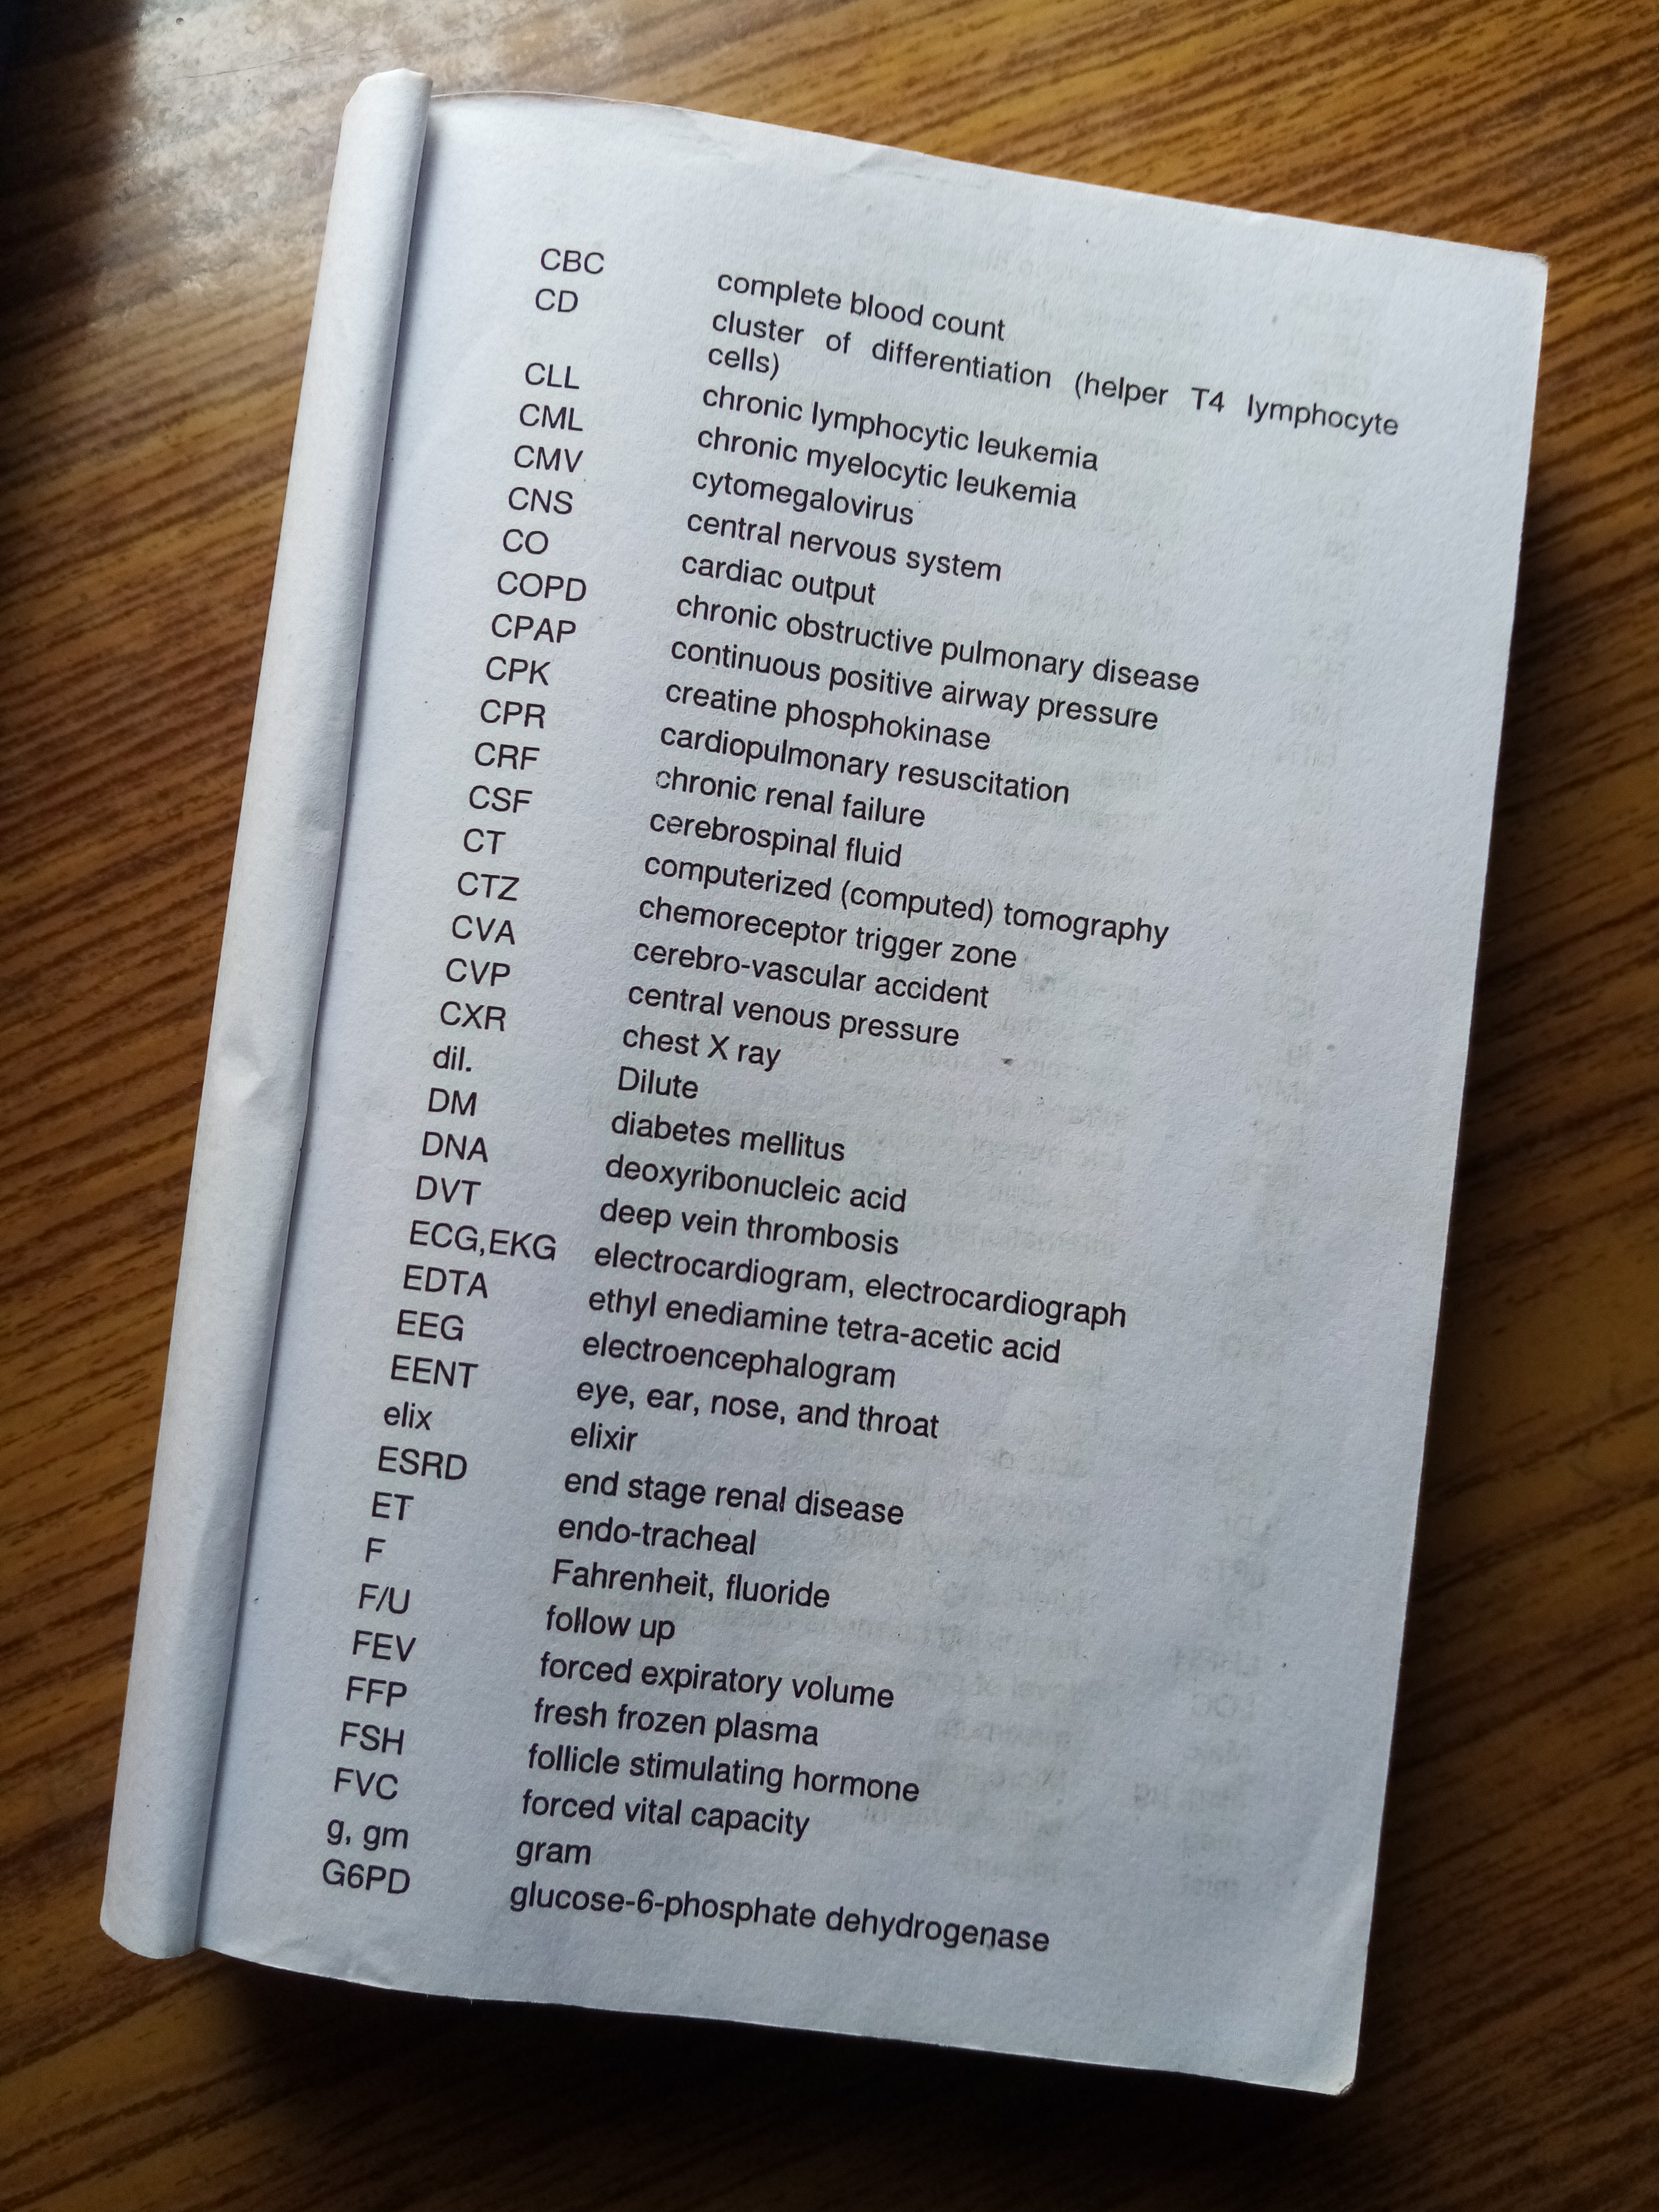 CBC complete blood count
CD cluster of differentiation (helper T4 lymphocyte
cells)
CLL chronic lymphocytic leukemia
CML chronic myelocytic leukemia
CMV cytomegalovirus
CNS central nervous system
CO cardiac output
COPD chronic obstructive pulmonary disease
CPAP continuous positive airway pressure
CPK creatine phosphokinase
CPR cardiopulmonary resuscitation
CRF chronic renal failure
CSF cerebrospinal fluid
CT computerized (computed) tomography
CTZ chemoreceptor trigger zone
CVA cerebro-vascular accident
CVP central venous pressure
CXR chest X ray
dil. Dilute
DM diabetes mellitus
DNA deoxyribonucleic acid
DVT deep vein thrombosis
ECG,EKG electrocardiogram, electrocardiograph
EDTA ethyl enediamine tetra-acetic acid
EEG electroencephalogram
EENT eye, ear, nose, and throat
elix elixir
ESRD end stage renal disease
ET endo-tracheal
F Fahrenheit, fluoride
F/U follow up
FEV forced expiratory volume
FFP fresh frozen plasma
FSH follicle stimulating hormone
FVC forced vital capacity
g, gm gram
G6PD glucose-6-phosphate dehydrogenase